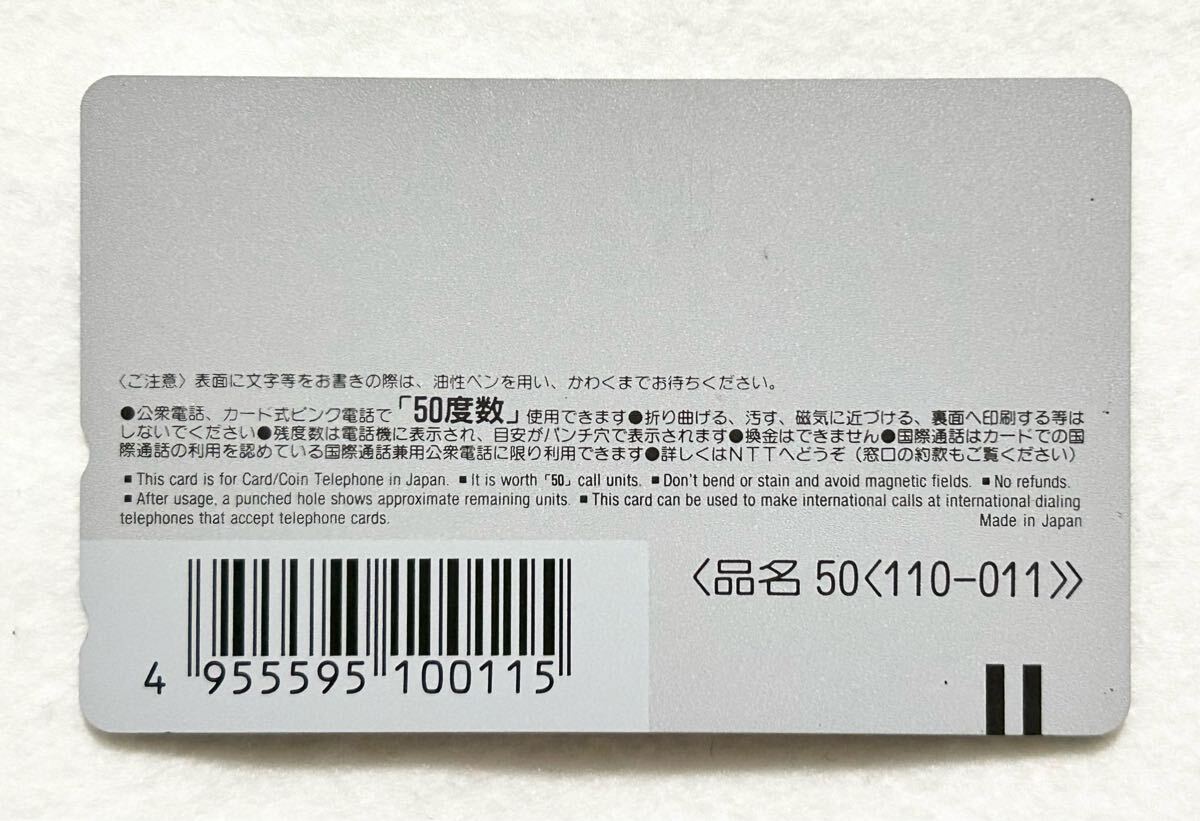 〈ご注意〉表面に文字等をお書きの際は、油性ペンを用い、かわくまでお待ちください。
●公衆電話、カード式ピンク電話で「50度数」使用できます●折り曲げる、汚す、磁気に近づける、裏面へ印刷する等は
しないでください●残度数は電話機に表示され、目安がパンチ穴で表示されます●換金はできません●国際通話はカードでの国
際通話の利用を認めている国際通話兼用公衆電話に限り利用できます●詳しくはNTTへどうぞ(窓口の約款もご覧ください)
■ This card is for Card/Coin Telephone in Japan. ■ It is worth「50」call units. ■ Don't bend or stain and avoid magnetic fields. ■ No refunds.
■ After usage, a punched hole shows approximate remaining units. ■ This card can be used to make international calls at international dialing
telephones that accept telephone cards.
Made in Japan
〈品名 50〈110-011〉〉
4 955595 100115